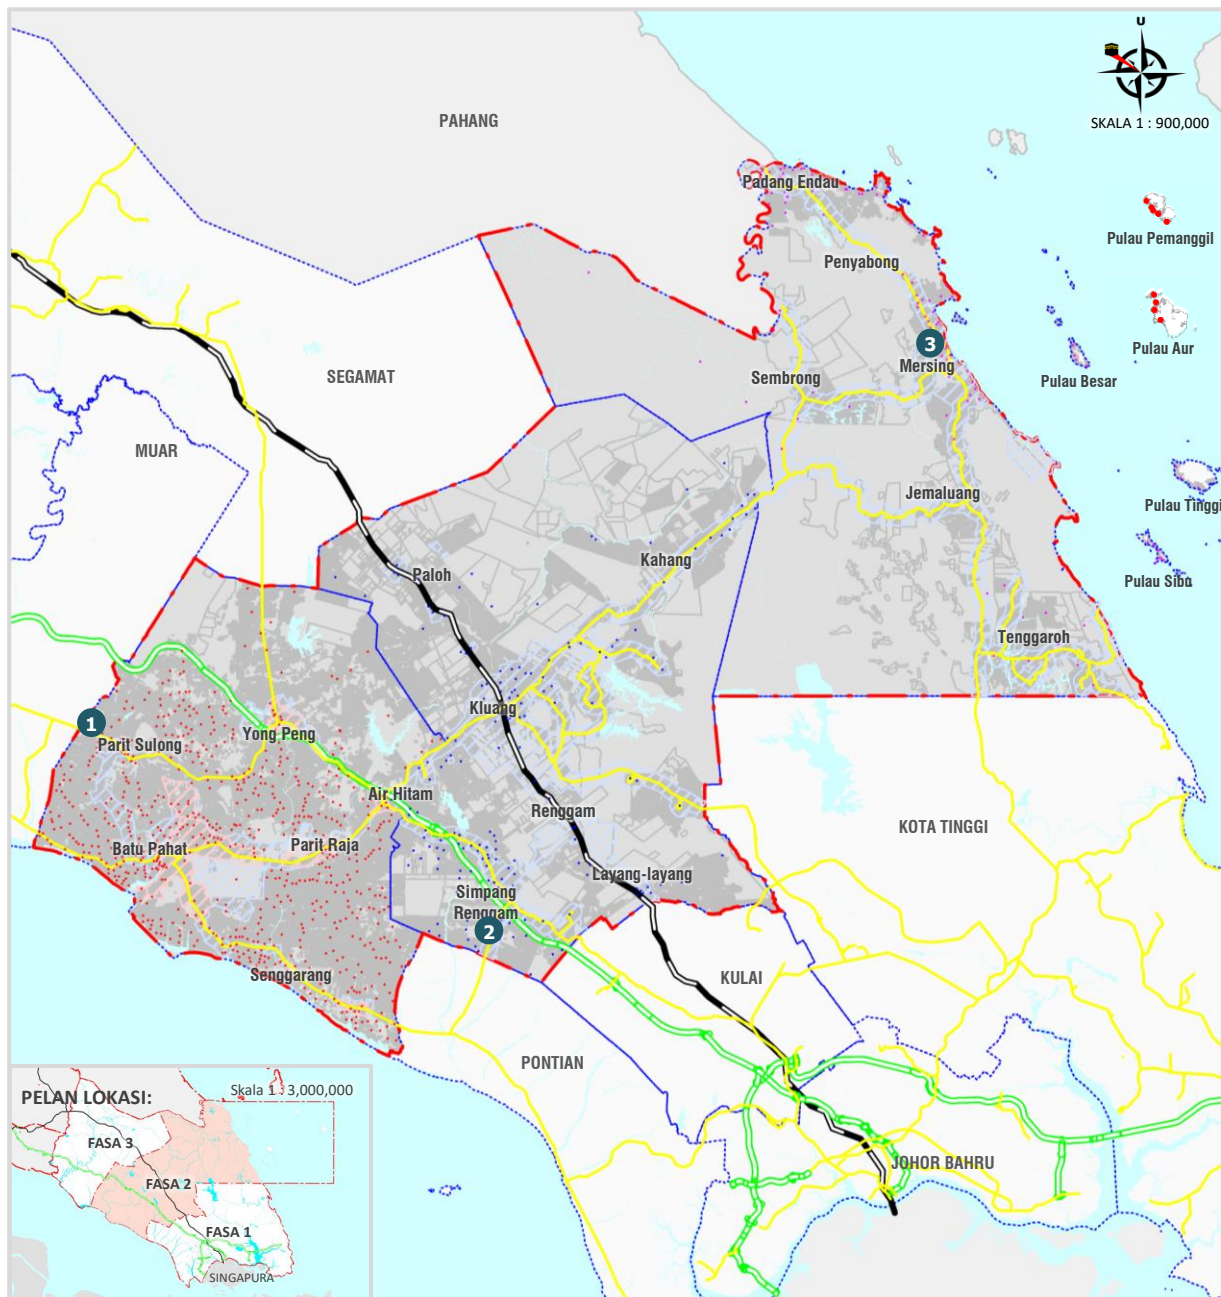 U
SKALA 1 : 900,000
PAHANG
Padang Endau
Pulau Pemanggil
Penyabong
Pulau Aur
3
Mersing
SEGAMAT
Sembrong
Pulau Besar
MUAR
Jemaluang
Pulau Tinggi
Kahang
Paloh
Pulau Sibu
Tenggaroh
Kluang
1
Parit Sulong
Yong Peng
Air Hitam
Renggam
KOTA TINGGI
Batu Pahat
Parit Raja
Layang-layang
Simpang
Renggam
2
Senggarang
KULAI
PONTIAN
JOHOR BAHRU
PELAN LOKASI:
Skala 1 : 3,000,000
FASA 3
FASA 2
FASA 1
SINGAPURA